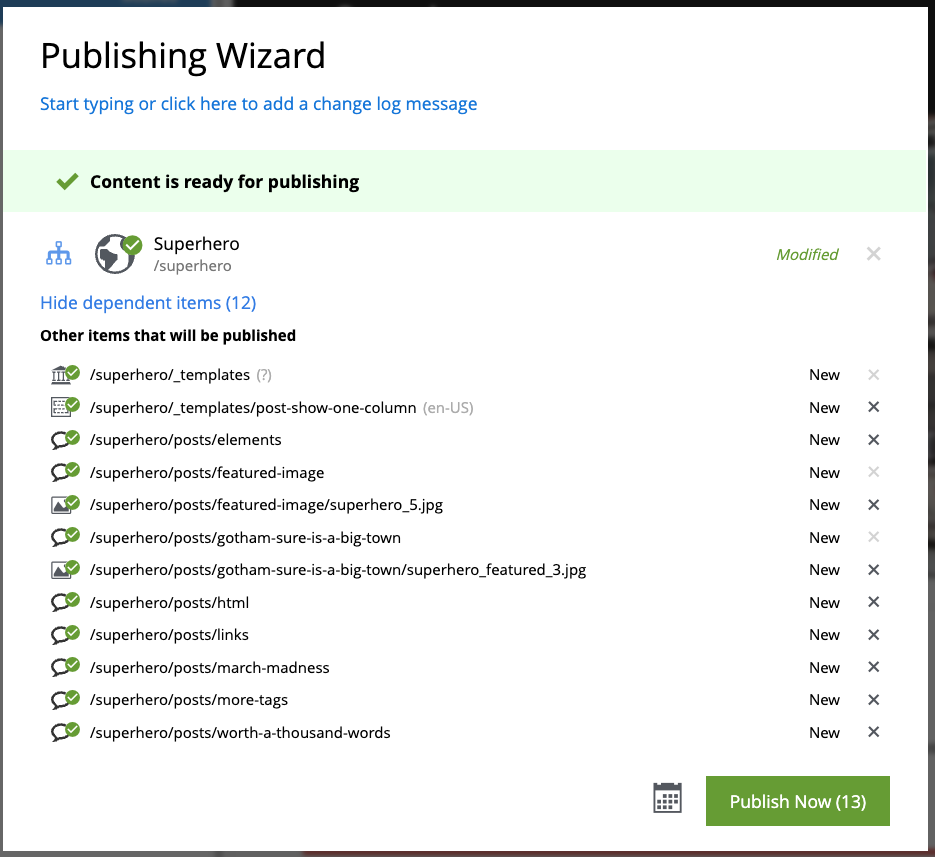 Publishing Wizard
Start typing or click here to add a change log message
Content is ready for publishing
Superhero
/superhero
Modified
Hide dependent items (12)
Other items that will be published
/superhero/_templates (?) New
/superhero/_templates/post-show-one-column (en-US) New
/superhero/posts/elements New
/superhero/posts/featured-image New
/superhero/posts/featured-image/superhero_5.jpg New
/superhero/posts/gotham-sure-is-a-big-town New
/superhero/posts/gotham-sure-is-a-big-town/superhero_featured_3.jpg New
/superhero/posts/html New
/superhero/posts/links New
/superhero/posts/march-madness New
/superhero/posts/more-tags New
/superhero/posts/worth-a-thousand-words New
Publish Now (13)